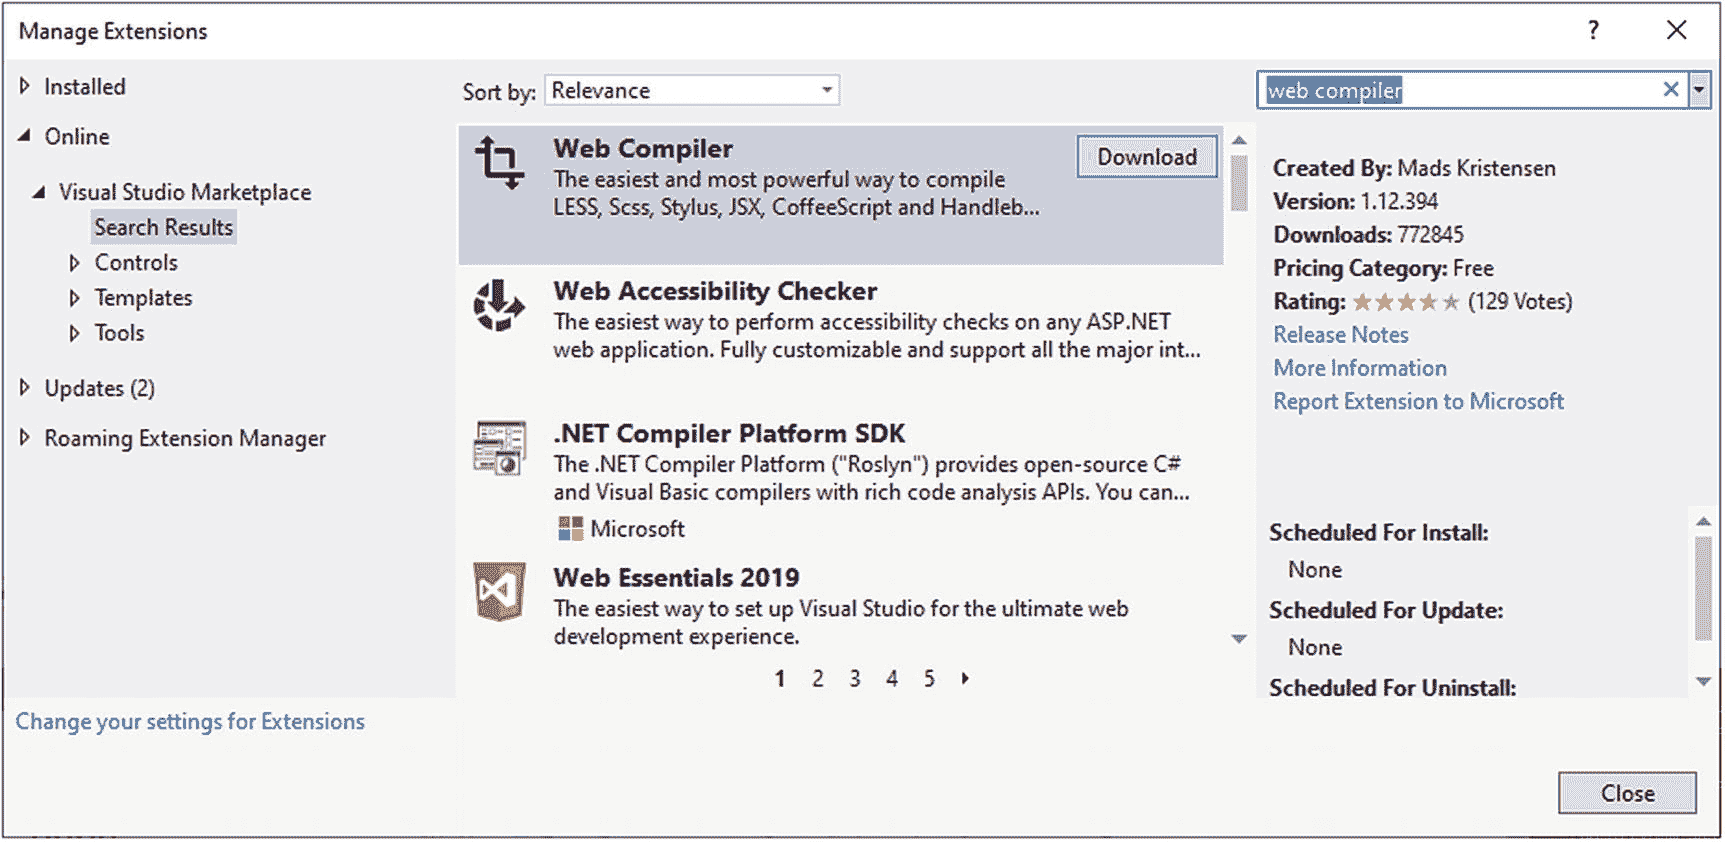 Manage Extensions
?
Installed
Online
Visual Studio Marketplace
Search Results
Controls
Templates
Tools
Updates (2)
Roaming Extension Manager
Change your settings for Extensions
Sort by: Relevance
Web Compiler
Download
The easiest and most powerful way to compile
LESS, Scss, Stylus, JSX, CoffeeScript and Handleb...
Web Accessibility Checker
The easiest way to perform accessibility checks on any ASP.NET
web application. Fully customizable and support all the major int...
.NET Compiler Platform SDK
The .NET Compiler Platform ("Roslyn") provides open-source C#
and Visual Basic compilers with rich code analysis APIs. You can...
Microsoft
Web Essentials 2019
The easiest way to set up Visual Studio for the ultimate web
development experience.
1 2 3 4 5
web compiler
Created By: Mads Kristensen
Version: 1.12.394
Downloads: 772845
Pricing Category: Free
Rating: (129 Votes)
Release Notes
More Information
Report Extension to Microsoft
Scheduled For Install:
None
Scheduled For Update:
None
Scheduled For Uninstall:
Close